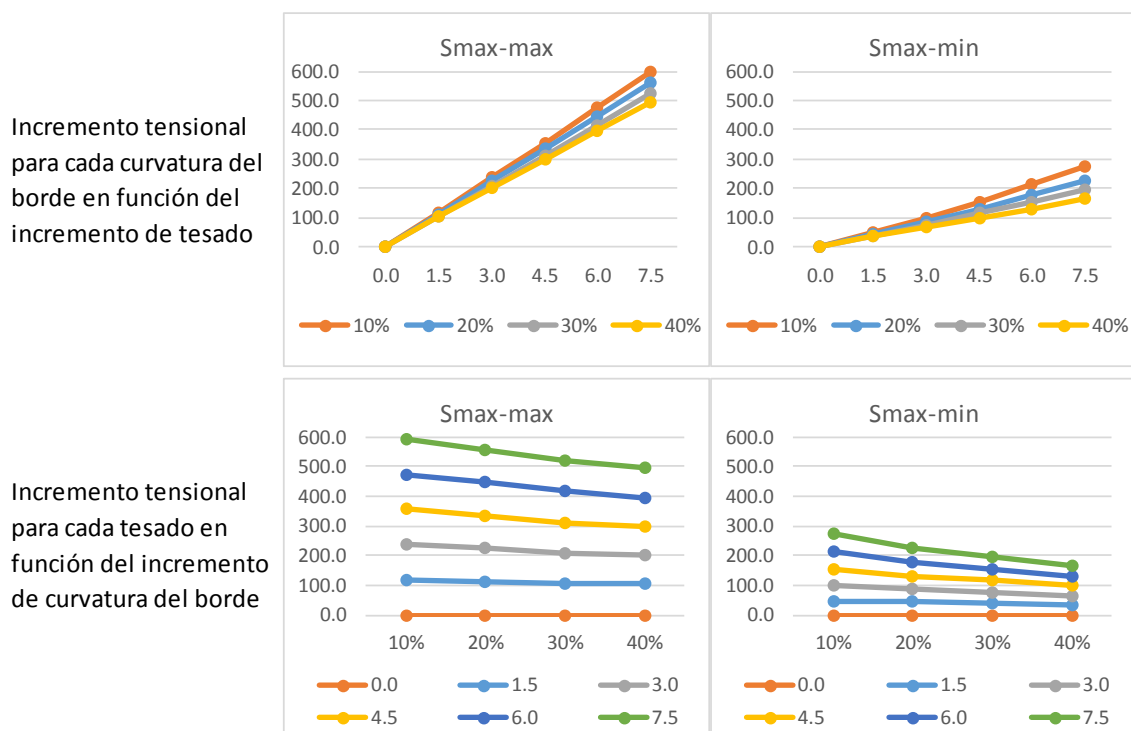 Incremento tensional
para cada curvatura del
borde en función del
incremento de tesado
Smax-max
600.0
500.0
400.0
300.0
200.0
100.0
0.0
0.0 1.5 3.0 4.5 6.0 7.5
10% 20% 30% 40%
Smax-min
600.0
500.0
400.0
300.0
200.0
100.0
0.0
0.0 1.5 3.0 4.5 6.0 7.5
10% 20% 30% 40%
Incremento tensional
para cada tesado en
función del incremento
de curvatura del borde
Smax-max
600.0
500.0
400.0
300.0
200.0
100.0
0.0
10% 20% 30% 40%
0.0 1.5 3.0
4.5 6.0 7.5
Smax-min
600.0
500.0
400.0
300.0
200.0
100.0
0.0
10% 20% 30% 40%
0.0 1.5 3.0
4.5 6.0 7.5